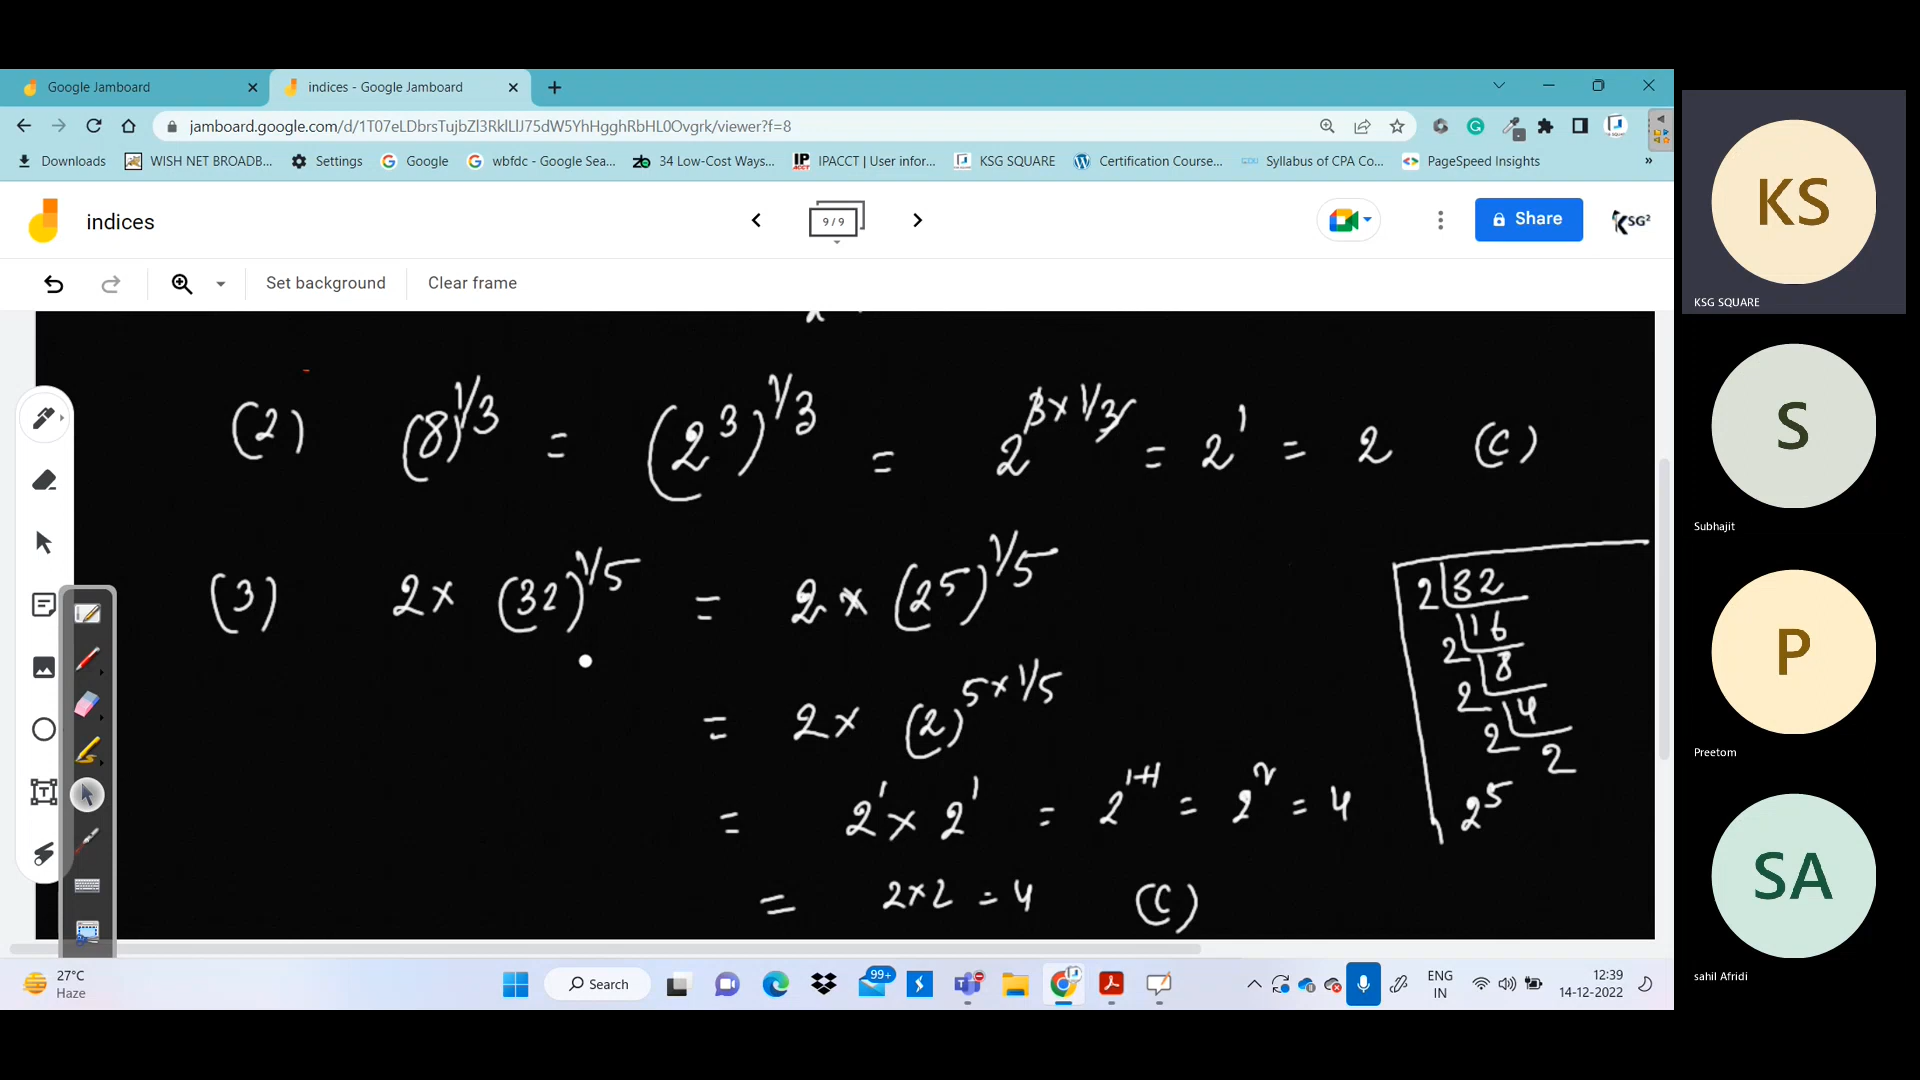 Google Jamboard
indices - Google Jamboard
jamboard.google.com/d/1T07eLDbrsTujbZl3RklLlJ75dW5YhHgghRbHL0Ovgrk/viewer?f=8
Downloads WISH NET BROADB... Settings Google wbfdc - Google Sea... 34 Low-Cost Ways... IPACCT | User infor... KSG SQUARE Certification Course... Syllabus of CPA Co... PageSpeed Insights »
indices
9 / 9
Share
KSG²
Set background Clear frame
(2) (8)^1/3 = (2^3)^1/3 = 2^3×1/3 = 2^1 = 2 (C)
(3) 2 × (32)^1/5 = 2 × (2^5)^1/5
= 2 × (2)^5×1/5
= 2^1 × 2^1 = 2^1+1 = 2^2 = 4
= 2×2 = 4 (C)
2 32
2 16
2 8
2 4
2
2^5
KS
KSG SQUARE
S
Subhajit
P
Preetom
SA
sahil Afridi
27°C
Haze
Search
99+
ENG
IN
12:39
14-12-2022